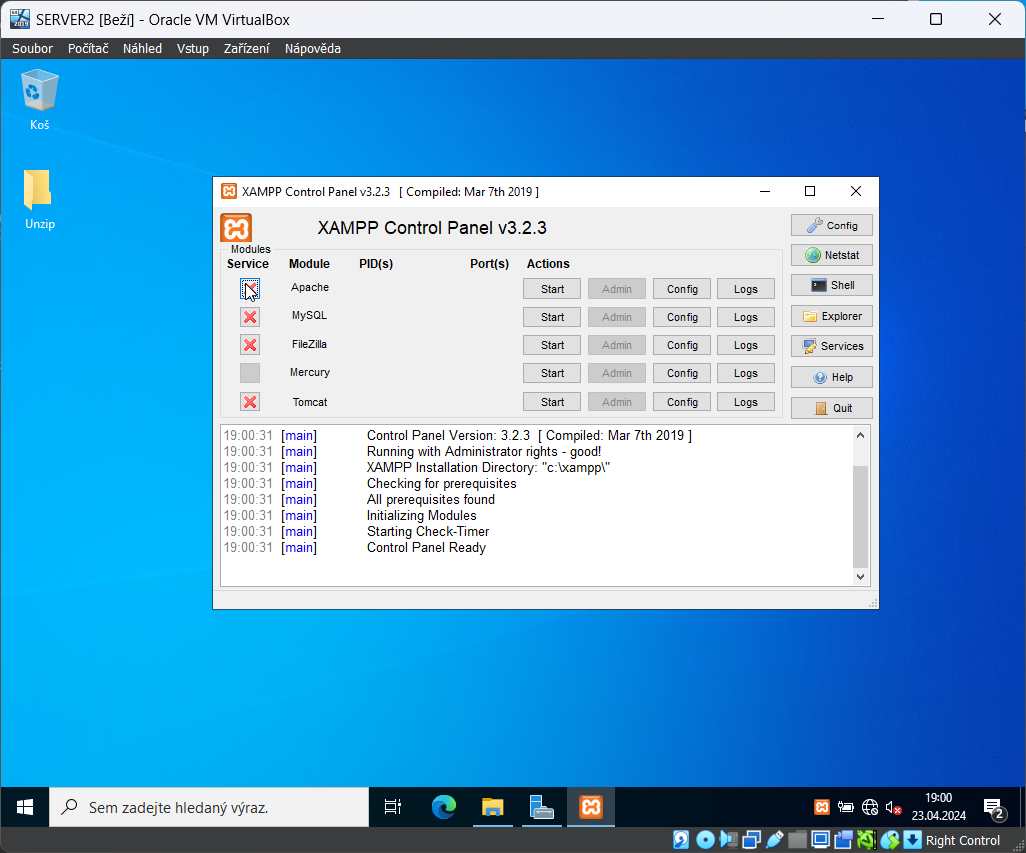 SERVER2 [Beží] - Oracle VM VirtualBox
Soubor Počítač Náhled Vstup Zařízení Nápověda
Koš
Unzip
XAMPP Control Panel v3.2.3 [ Compiled: Mar 7th 2019 ]
XAMPP Control Panel v3.2.3
Config
Modules
Service Module PID(s) Port(s) Actions
Netstat
Apache Start Admin Config Logs
Shell
MySQL Start Admin Config Logs
Explorer
FileZilla Start Admin Config Logs
Services
Mercury Start Admin Config Logs
Help
Tomcat Start Admin Config Logs
Quit
19:00:31 [main] Control Panel Version: 3.2.3 [ Compiled: Mar 7th 2019 ]
19:00:31 [main] Running with Administrator rights - good!
19:00:31 [main] XAMPP Installation Directory: "c:\xampp\"
19:00:31 [main] Checking for prerequisites
19:00:31 [main] All prerequisites found
19:00:31 [main] Initializing Modules
19:00:31 [main] Starting Check-Timer
19:00:31 [main] Control Panel Ready
Sem zadejte hledaný výraz.
19:00
23.04.2024
2
Right Control